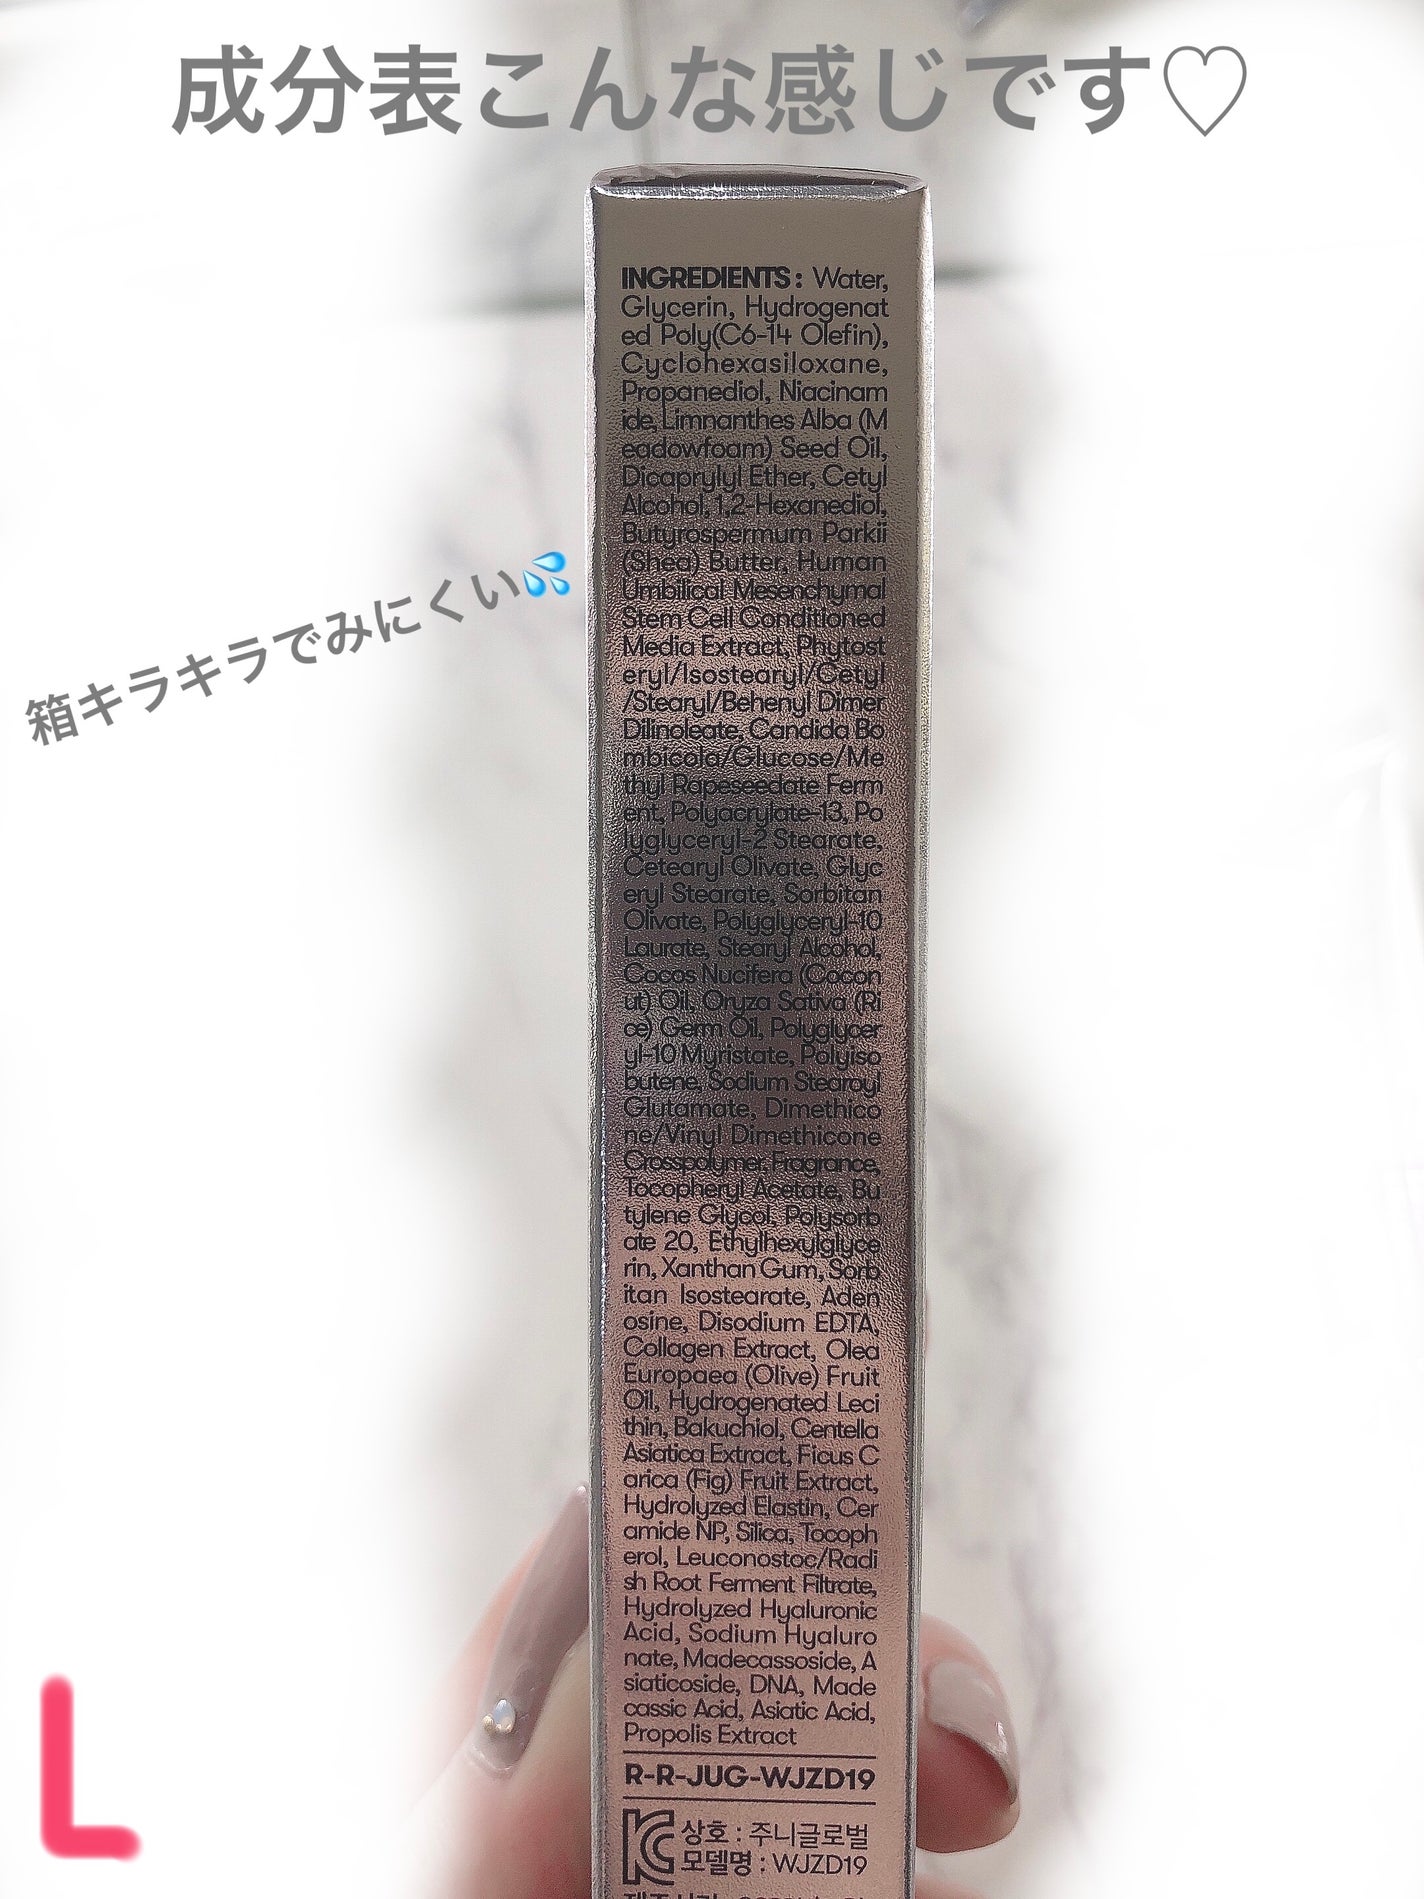 成分表こんな感じです♡
箱キラキラでみにくい💦
INGREDIENTS : Water,
Glycerin, Hydrogenat
ed Poly(C6-14 Olefin),
Cyclohexasiloxane,
Propanediol, Niacinam
ide, Limnanthes Alba (M
eadowfoam) Seed Oil,
Dicaprylyl Ether, Cetyl
Alcohol, 1,2-Hexanediol,
Butyrospermum Parkii
(Shea) Butter, Human
Umbilical Mesenchymal
Stem Cell Conditioned
Media Extract, Phytost
eryl/Isostearyl/Cetyl
/Stearyl/Behenyl Dimer
Dilinoleate, Candida Bo
mbicola/Glucose/Me
thyl Rapeseedate Ferm
ent, Polyacrylate-13, Po
lyglyceryl-2 Stearate,
Cetearyl Olivate, Glyc
eryl Stearate, Sorbitan
Olivate, Polyglyceryl-10
Laurate, Stearyl Alcohol,
Cocos Nucifera (Cocon
ut) Oil, Oryza Sativa (Ri
ce) Germ Oil, Polyglycer
yl-10 Myristate, Polyiso
butene, Sodium Stearoyl
Glutamate, Dimethico
ne/Vinyl Dimethicone
Crosspolymer, Fragrance,
Tocopheryl Acetate, Bu
tylene Glycol, Polysorb
ate 20, Ethylhexylglyce
rin, Xanthan Gum, Sorb
itan Isostearate, Aden
osine, Disodium EDTA,
Collagen Extract, Olea
Europaea (Olive) Fruit
Oil, Hydrogenated Leci
thin, Bakuchiol, Centella
Asiatica Extract, Ficus C
arica (Fig) Fruit Extract,
Hydrolyzed Elastin, Cer
amide NP, Silica, Tocoph
erol, Leuconostoc/Radi
sh Root Ferment Filtrate,
Hydrolyzed Hyaluronic
Acid, Sodium Hyaluro
nate, Madecassoside, A
siaticoside, DNA, Made
cassic Acid, Asiatic Acid,
Propolis Extract
R-R-JUG-WJZD19
상호 : 주니글로벌
모델명 : WJZD19
L